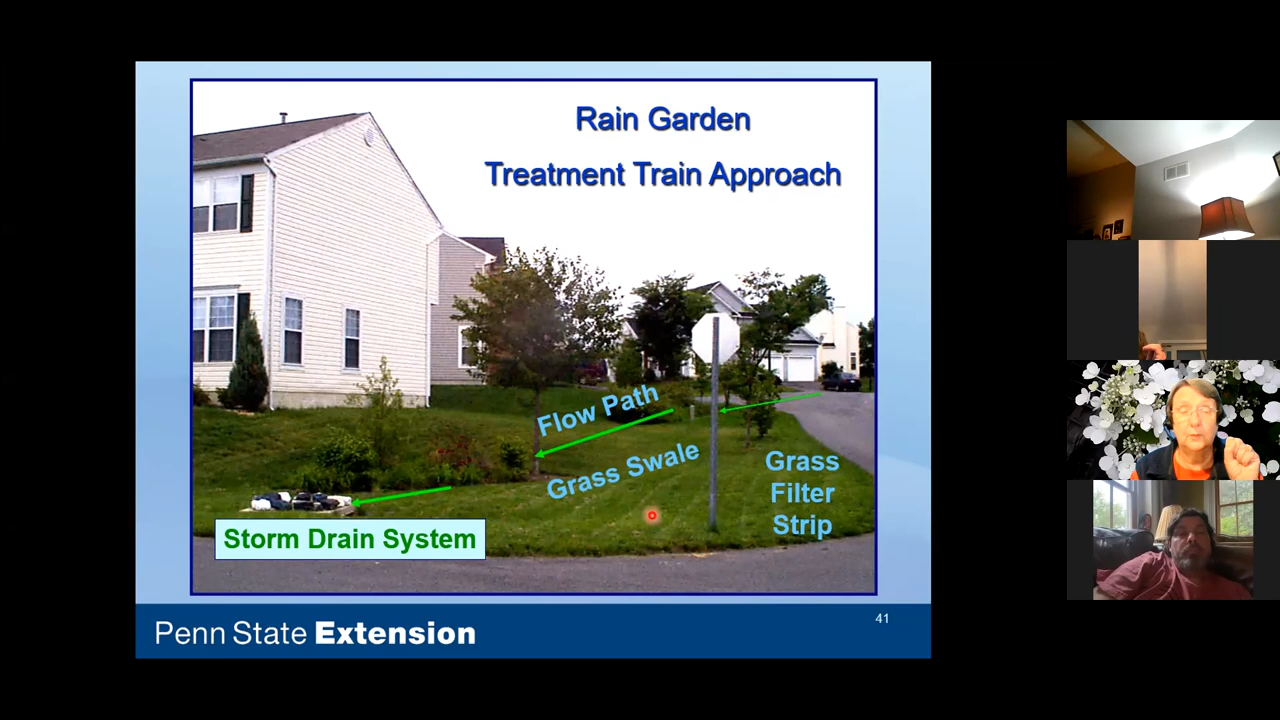 Rain Garden
Treatment Train Approach
Flow Path
Grass Swale
Grass
Filter
Strip
Storm Drain System
Penn State Extension
41